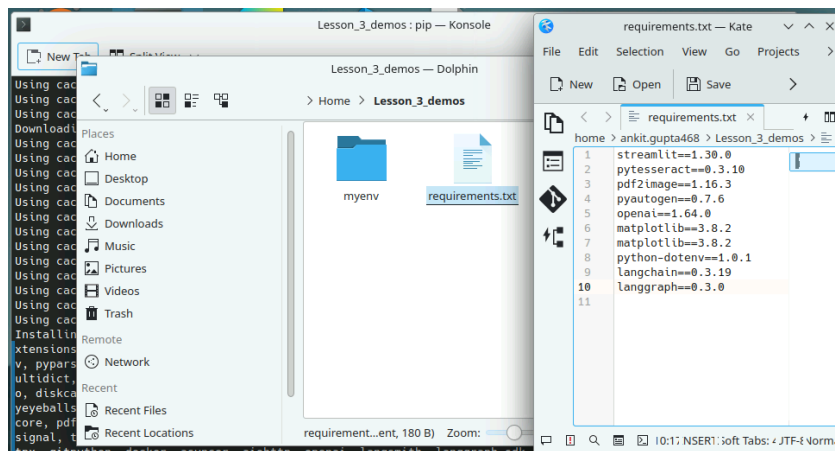 Lesson_3_demos : pip — Konsole
New Tab
Split View
Using cac
Using cac
Using cac
Downloadi
Using cac
Using cac
Using cac
Using cac
Using cac
Using cac
Using cac
Using cac
Using cac
Using cac
Using cac
Using cac
Using cac
Installin
xtensions
v, pypars
ultidict,
o, diskca
yeyeballs
core, pdf
signal, t
Lesson_3_demos — Dolphin
> Home > Lesson_3_demos
Places
Home
Desktop
Documents
Downloads
Music
Pictures
Videos
Trash
Remote
Network
Recent
Recent Files
Recent Locations
myenv
requirements.txt
requirement...ent, 180 B) Zoom:
requirements.txt — Kate
File Edit Selection View Go Projects
New Open Save
requirements.txt
home > ankit.gupta468 > Lesson_3_demos >
1 streamlit==1.30.0
2 pytesseract==0.3.10
3 pdf2image==1.16.3
4 pyautogen==0.7.6
5 openai==1.64.0
6 matplotlib==3.8.2
7 matplotlib==3.8.2
8 python-dotenv==1.0.1
9 langchain==0.3.19
10 langgraph==0.3.0
11
Soft Tabs: 4